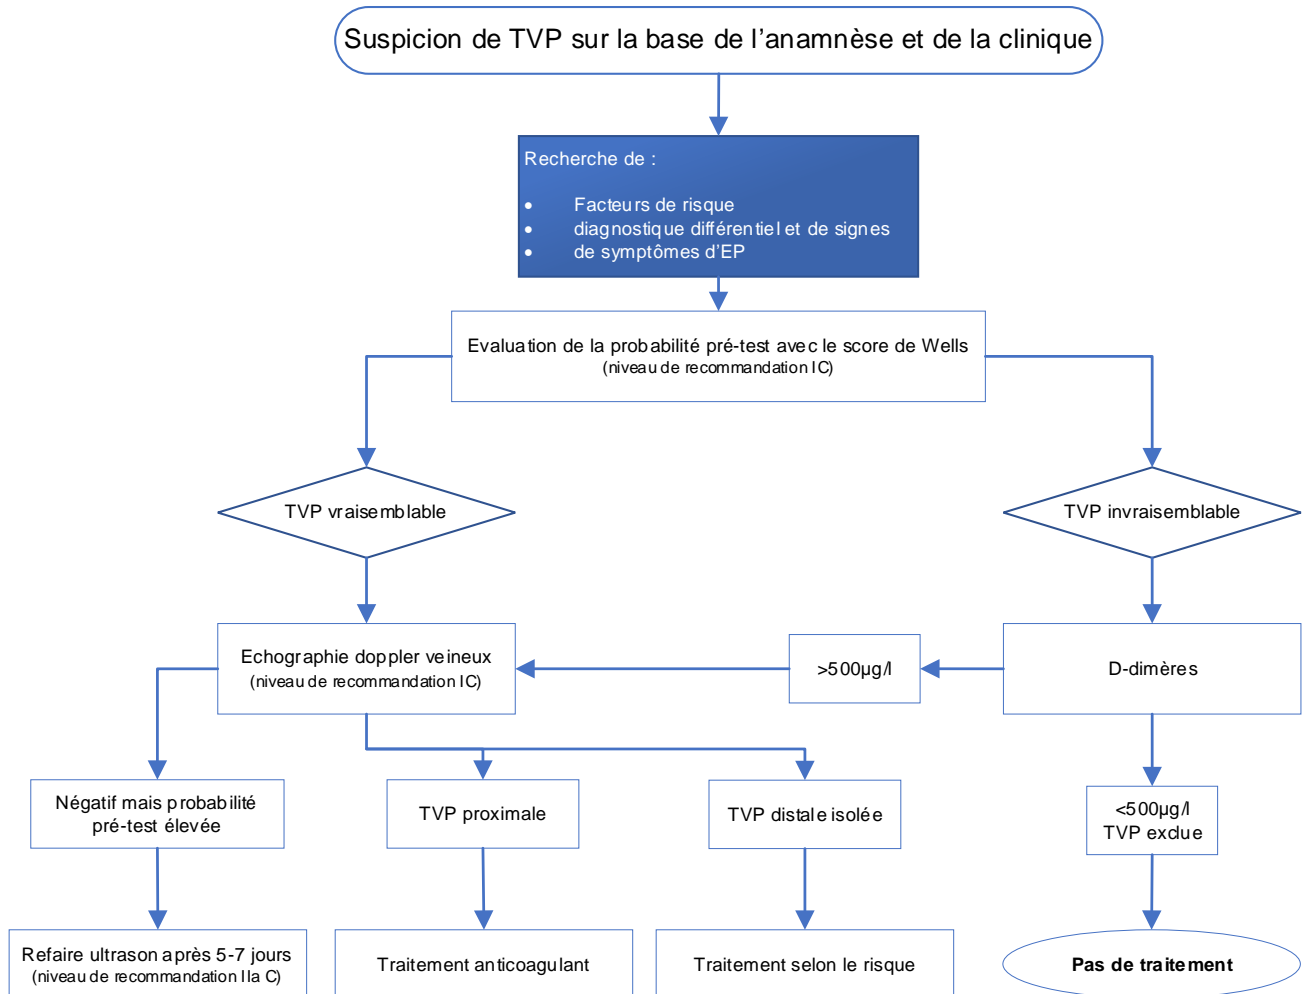 Suspicion de TVP sur la base de l'anamnèse et de la clinique
Recherche de :
• Facteurs de risque
• diagnostique différentiel et de signes
• de symptômes d'EP
Evaluation de la probabilité pré-test avec le score de Wells
(niveau de recommandation IC)
TVP vraisemblable
TVP invraisemblable
Echographie doppler veineux
(niveau de recommandation IC)
>500µg/l
D-dimères
Négatif mais probabilité
pré-test élevée
TVP proximale
TVP distale isolée
<500µg/l
TVP exclue
Refaire ultrason après 5-7 jours
(niveau de recommandation IIa C)
Traitement anticoagulant
Traitement selon le risque
Pas de traitement